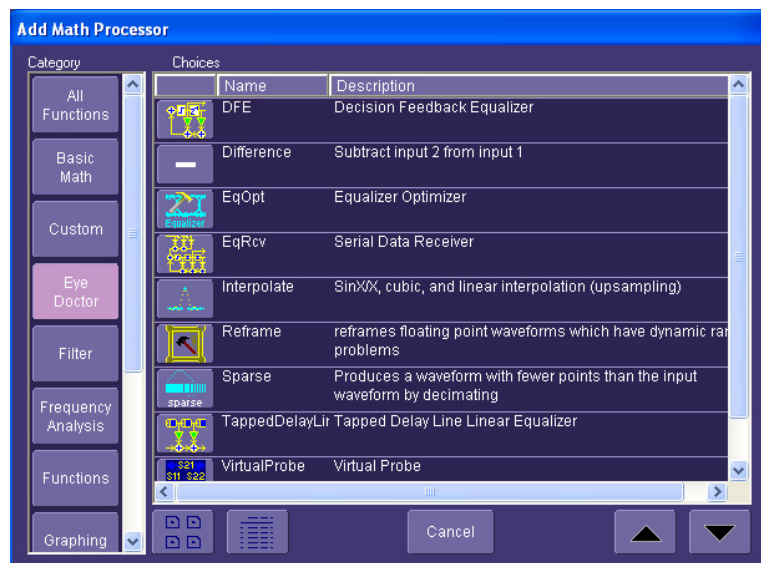 Add Math Processor
Category
Choices
All
Functions
Basic
Math
Custom
Eye
Doctor
Filter
Frequency
Analysis
Functions
Graphing
Name Description
DFE Decision Feedback Equalizer
Difference Subtract input 2 from input 1
EqOpt Equalizer Optimizer
Equalizer
EqRcv Serial Data Receiver
Interpolate SinX/X, cubic, and linear interpolation (upsampling)
Reframe reframes floating point waveforms which have dynamic ran
problems
Sparse Produces a waveform with fewer points than the input
waveform by decimating
sparse
TappedDelayLir Tapped Delay Line Linear Equalizer
VirtualProbe Virtual Probe
S21
S11 S22
Cancel